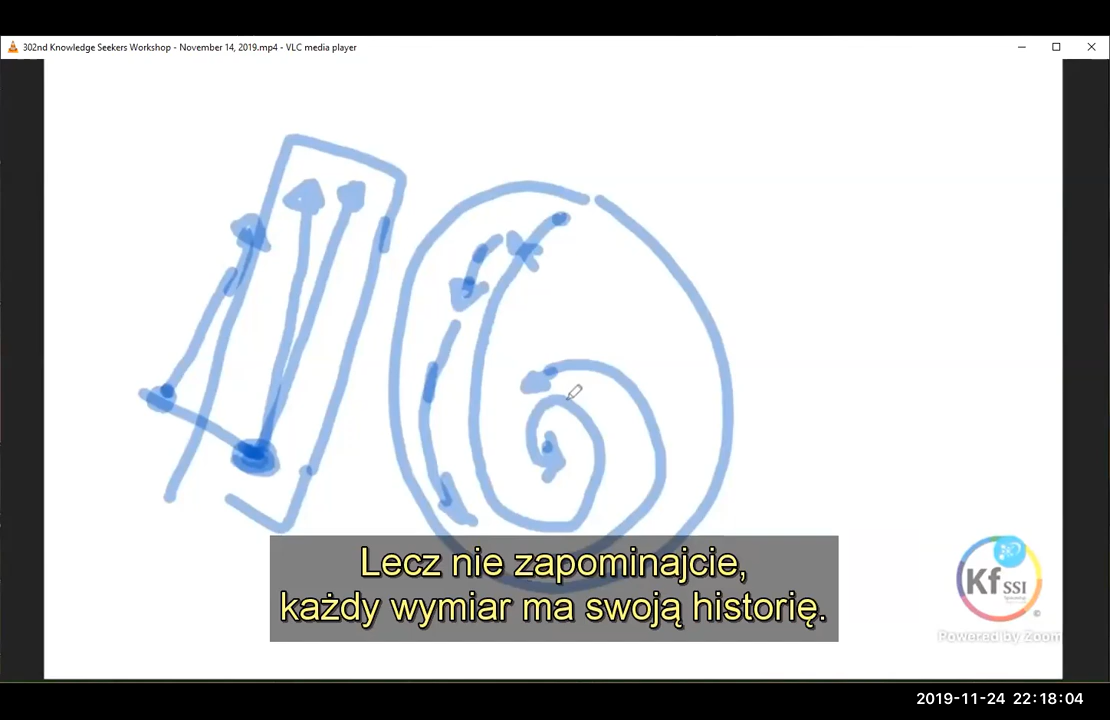 302nd Knowledge Seekers Workshop - November 14, 2019.mp4 - VLC media player
Lecz nie zapominajcie,
każdy wymiar ma swoją historię.
Kf SSI
©
Powered by Zoom
2019-11-24 22:18:04